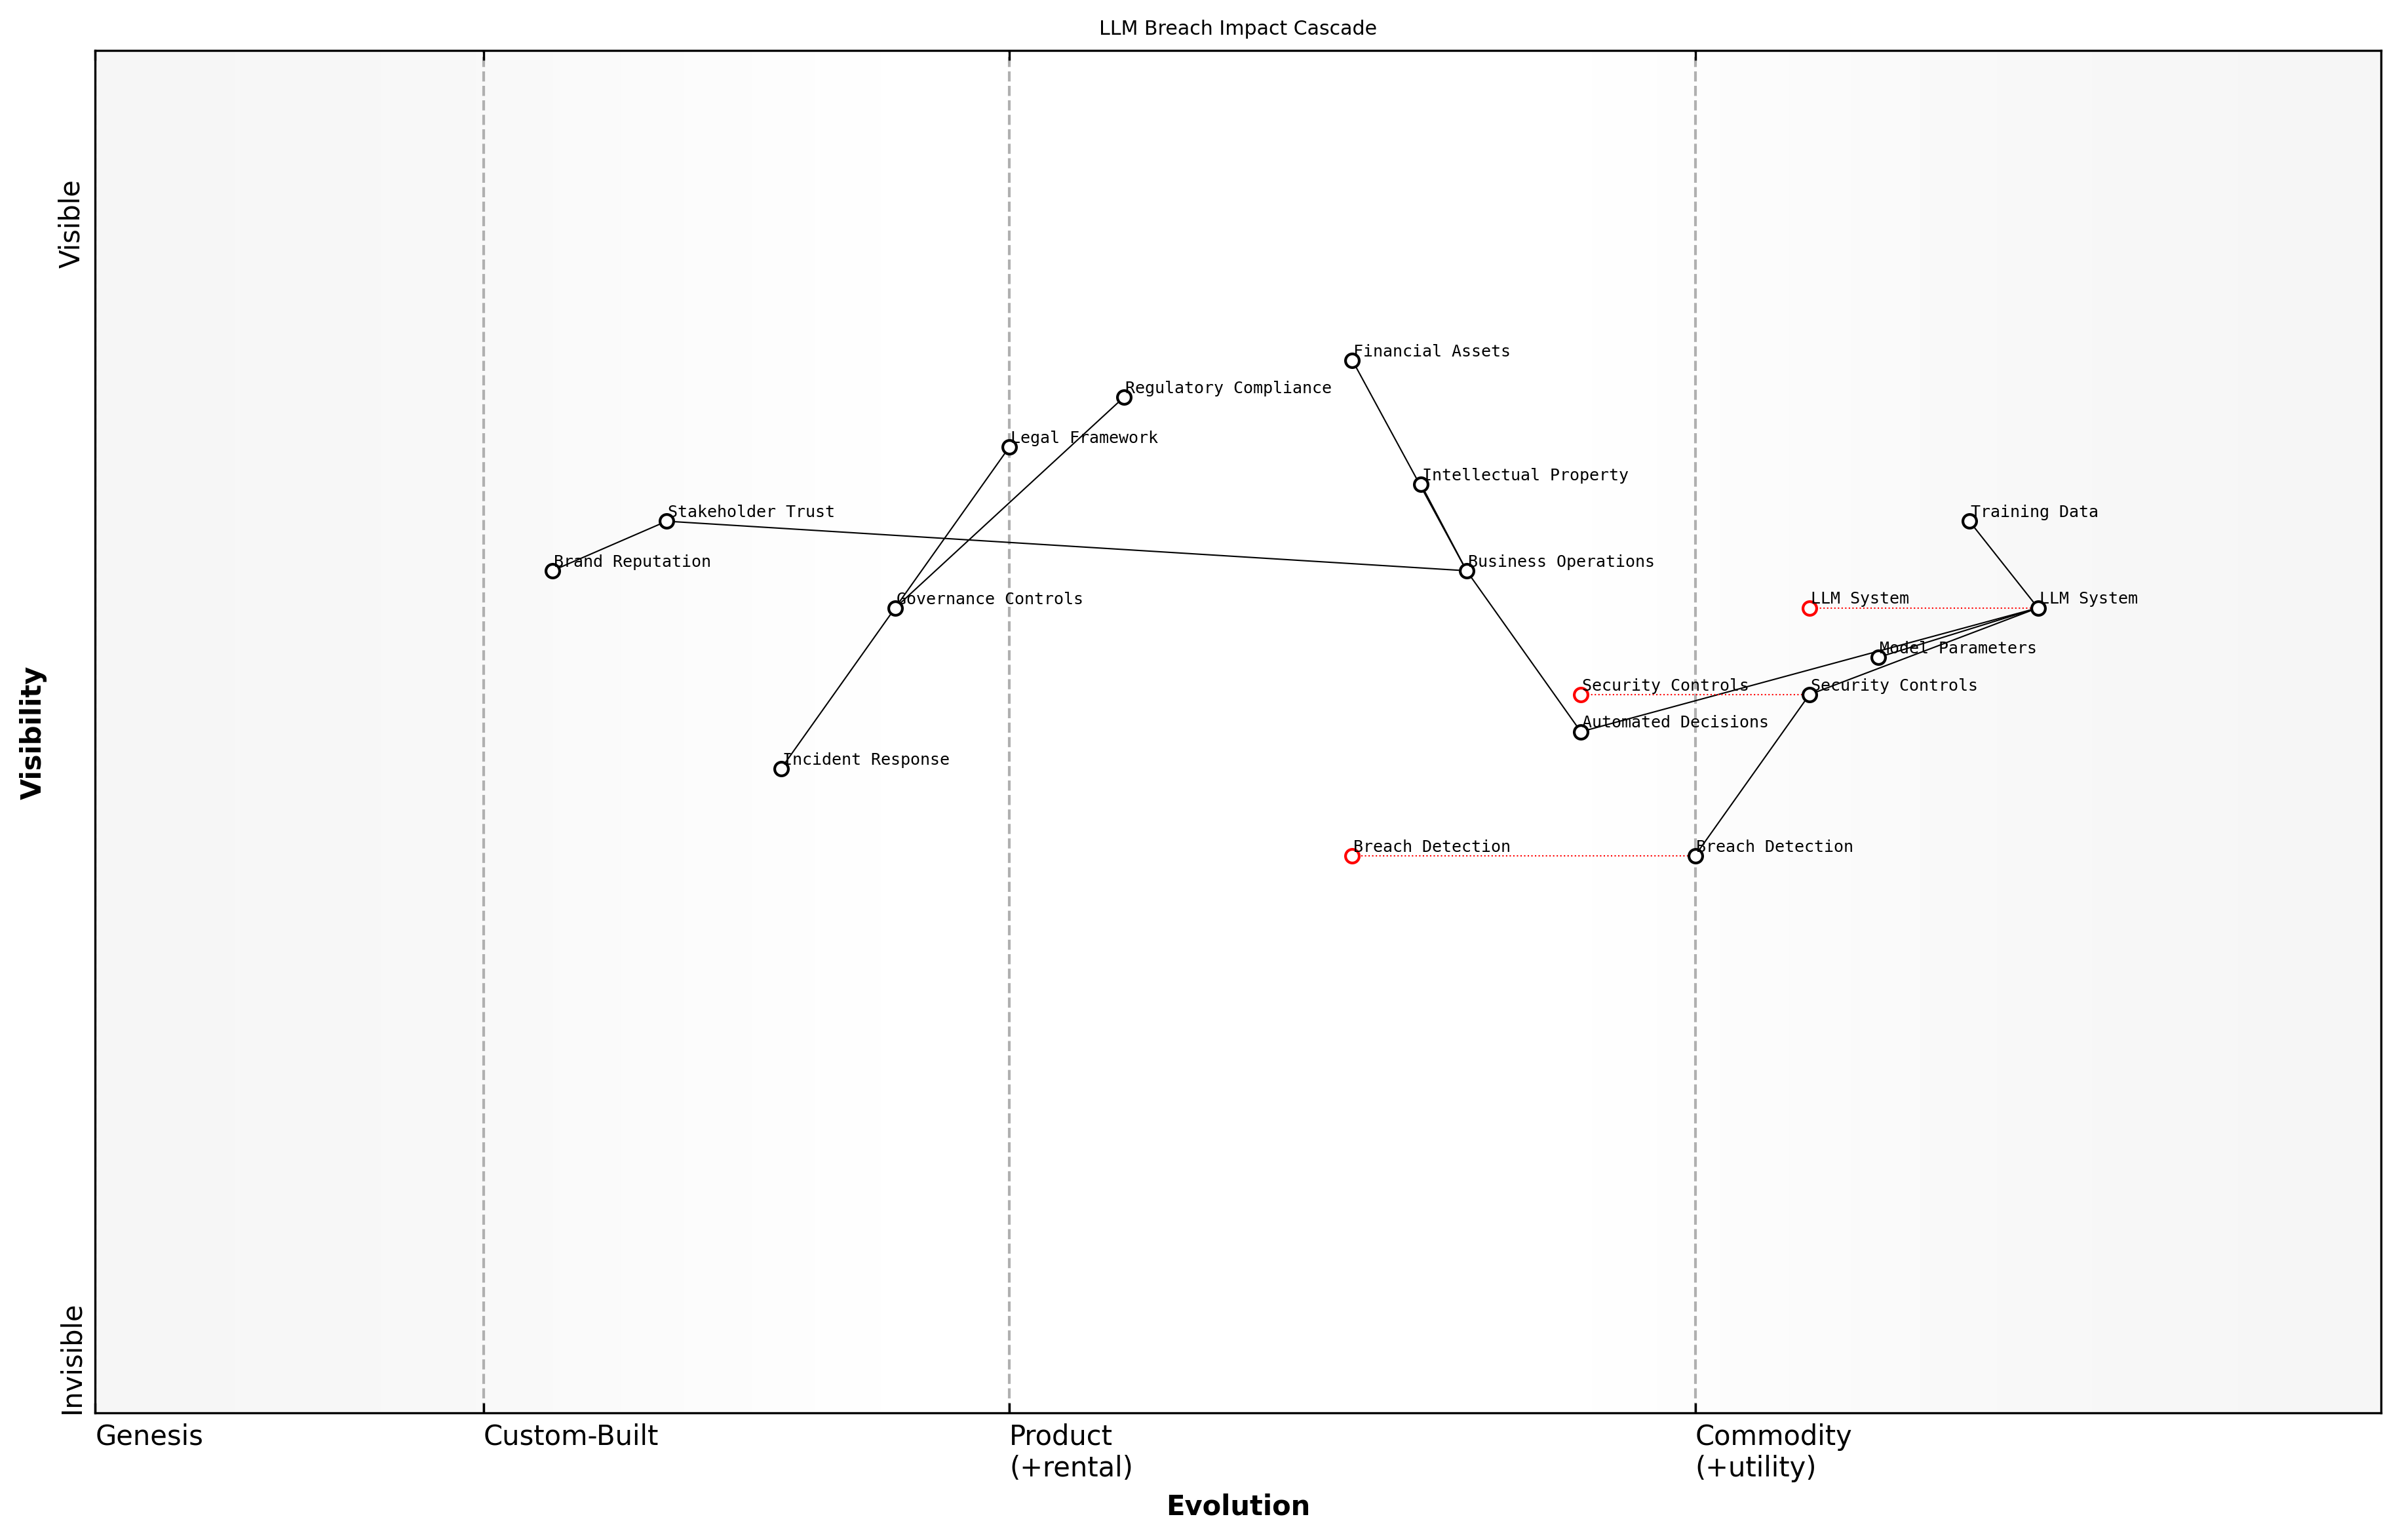 LLM Breach Impact Cascade
Visible
Financial Assets
Regulatory Compliance
Legal Framework
Intellectual Property
Stakeholder Trust
Training Data
Brand Reputation
Business Operations
Governance Controls
LLM System
LLM System
Model Parameters
Security Controls
Security Controls
Automated Decisions
Incident Response
Breach Detection
Breach Detection
Visibility
Invisible
Genesis
Custom-Built
Product
(+rental)
Commodity
(+utility)
Evolution